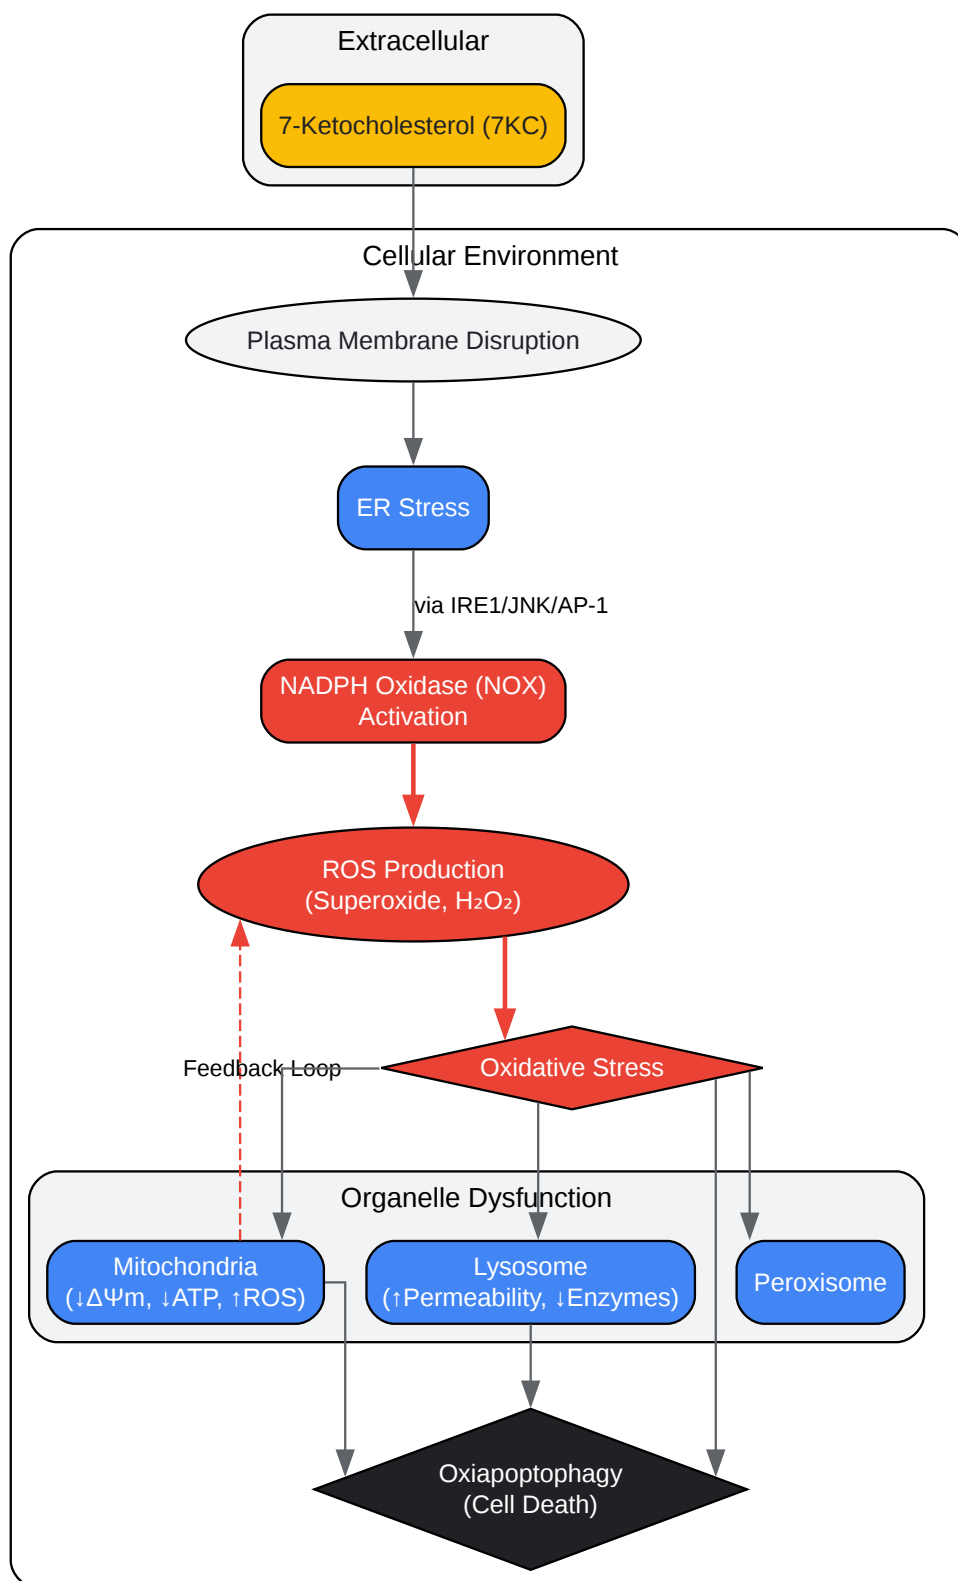 Extracellular
7-Ketocholesterol (7KC)
Cellular Environment
Plasma Membrane Disruption
ER Stress
via IRE1/JNK/AP-1
NADPH Oxidase (NOX)
Activation
ROS Production
(Superoxide, H₂O₂)
Feedback Loop
Oxidative Stress
Organelle Dysfunction
Mitochondria
(↓ΔΨm, ↓ATP, ↑ROS)
Lysosome
(↑Permeability, ↓Enzymes)
Peroxisome
Oxiapoptophagy
(Cell Death)